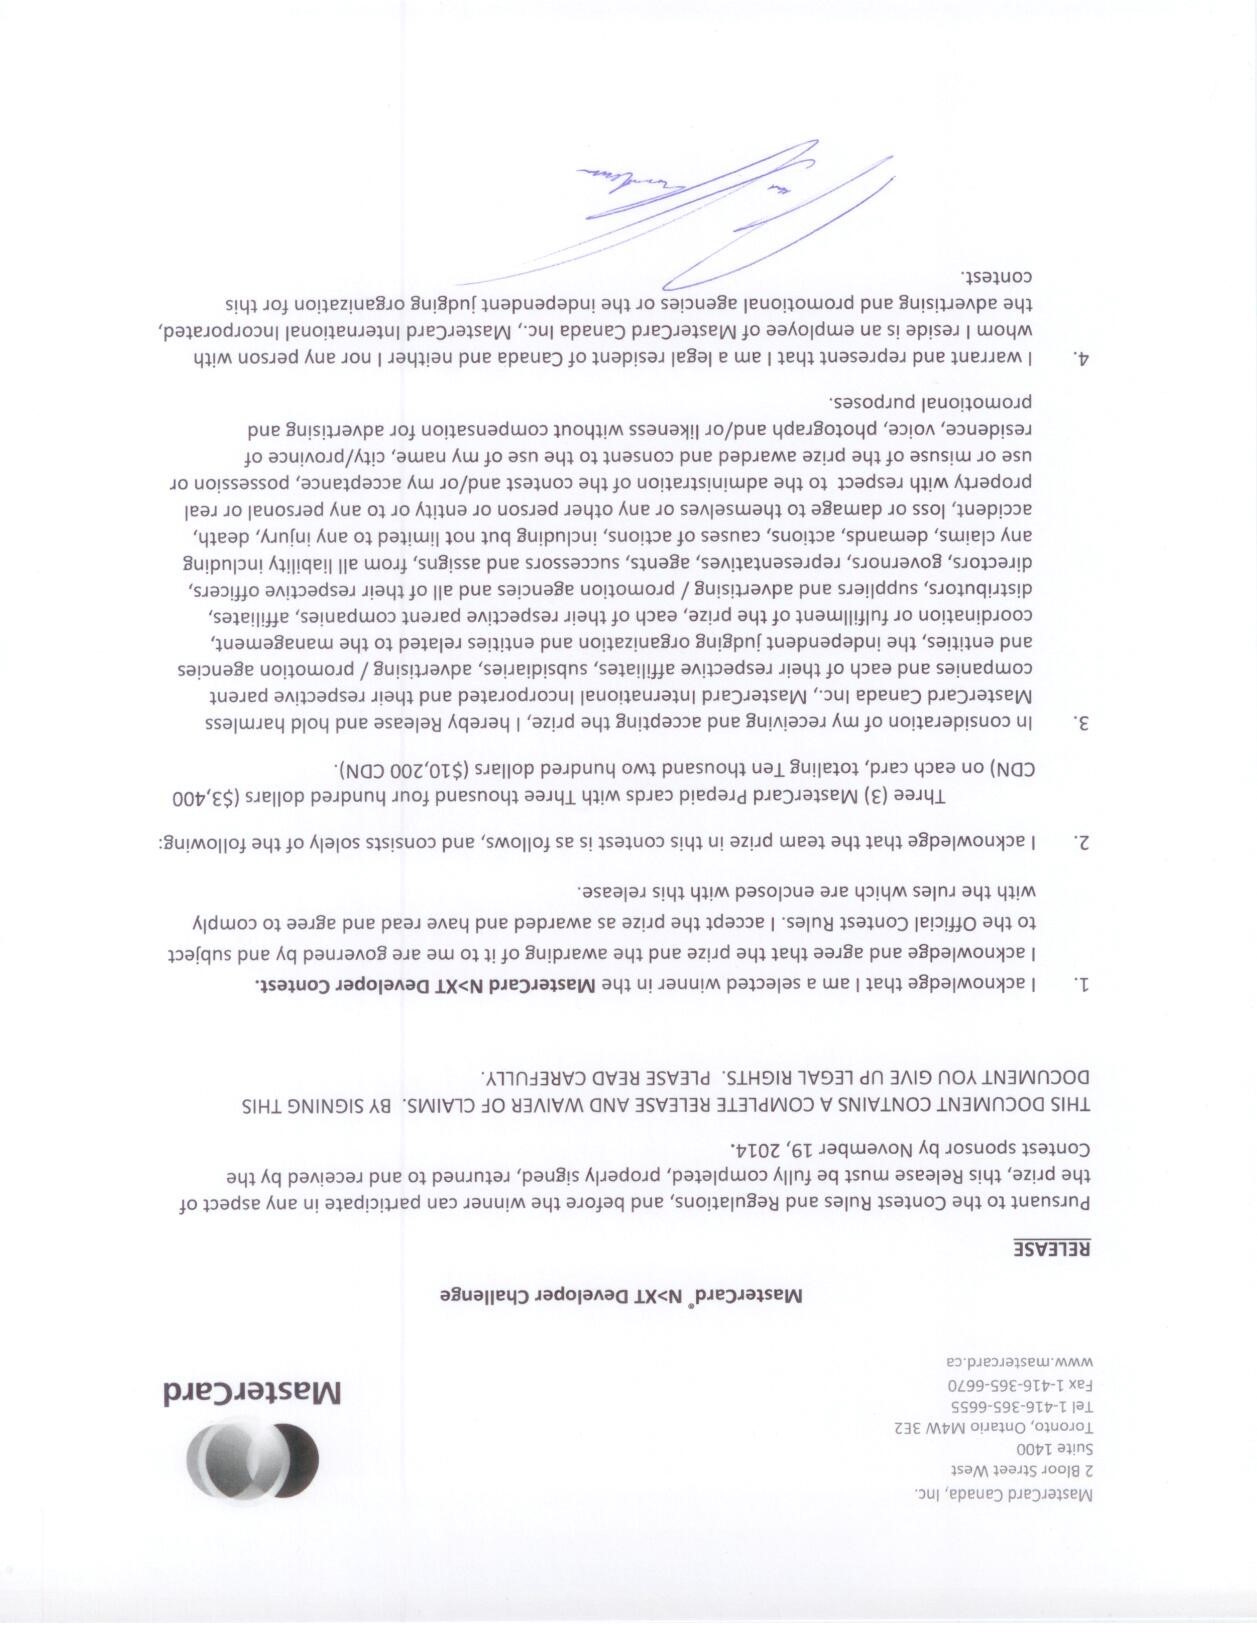 MasterCard Canada, Inc.
2 Bloor Street West
Suite 1400
Toronto, Ontario M4W 3E2
Tel 1-416-365-6655
Fax 1-416-365-6670
www.mastercard.ca
MasterCard
MasterCard® N>XT Developer Challenge
RELEASE
Pursuant to the Contest Rules and Regulations, and before the winner can participate in any aspect of
the prize, this Release must be fully completed, properly signed, returned to and received by the
Contest sponsor by November 19, 2014.
THIS DOCUMENT CONTAINS A COMPLETE RELEASE AND WAIVER OF CLAIMS. BY SIGNING THIS
DOCUMENT YOU GIVE UP LEGAL RIGHTS. PLEASE READ CAREFULLY.
1. I acknowledge that I am a selected winner in the MasterCard N>XT Developer Contest.
I acknowledge and agree that the prize and the awarding of it to me are governed by and subject
to the Official Contest Rules. I accept the prize as awarded and have read and agree to comply
with the rules which are enclosed with this release.
2. I acknowledge that the team prize in this contest is as follows, and consists solely of the following:
Three (3) MasterCard Prepaid cards with Three thousand four hundred dollars ($3,400
CDN) on each card, totaling Ten thousand two hundred dollars ($10,200 CDN).
3. In consideration of my receiving and accepting the prize, I hereby Release and hold harmless
MasterCard Canada Inc., MasterCard International Incorporated and their respective parent
companies and each of their respective affiliates, subsidiaries, advertising / promotion agencies
and entities, the independent judging organization and entities related to the management,
coordination or fulfillment of the prize, each of their respective parent companies, affiliates,
distributors, suppliers and advertising / promotion agencies and all of their respective officers,
directors, governors, representatives, agents, successors and assigns, from all liability including
any claims, demands, actions, causes of actions, including but not limited to any injury, death,
accident, loss or damage to themselves or any other person or entity or to any personal or real
property with respect to the administration of the contest and/or my acceptance, possession or
use or misuse of the prize awarded and consent to the use of my name, city/province of
residence, voice, photograph and/or likeness without compensation for advertising and
promotional purposes.
4. I warrant and represent that I am a legal resident of Canada and neither I nor any person with
whom I reside is an employee of MasterCard Canada Inc., MasterCard International Incorporated,
the advertising and promotional agencies or the independent judging organization for this
contest.